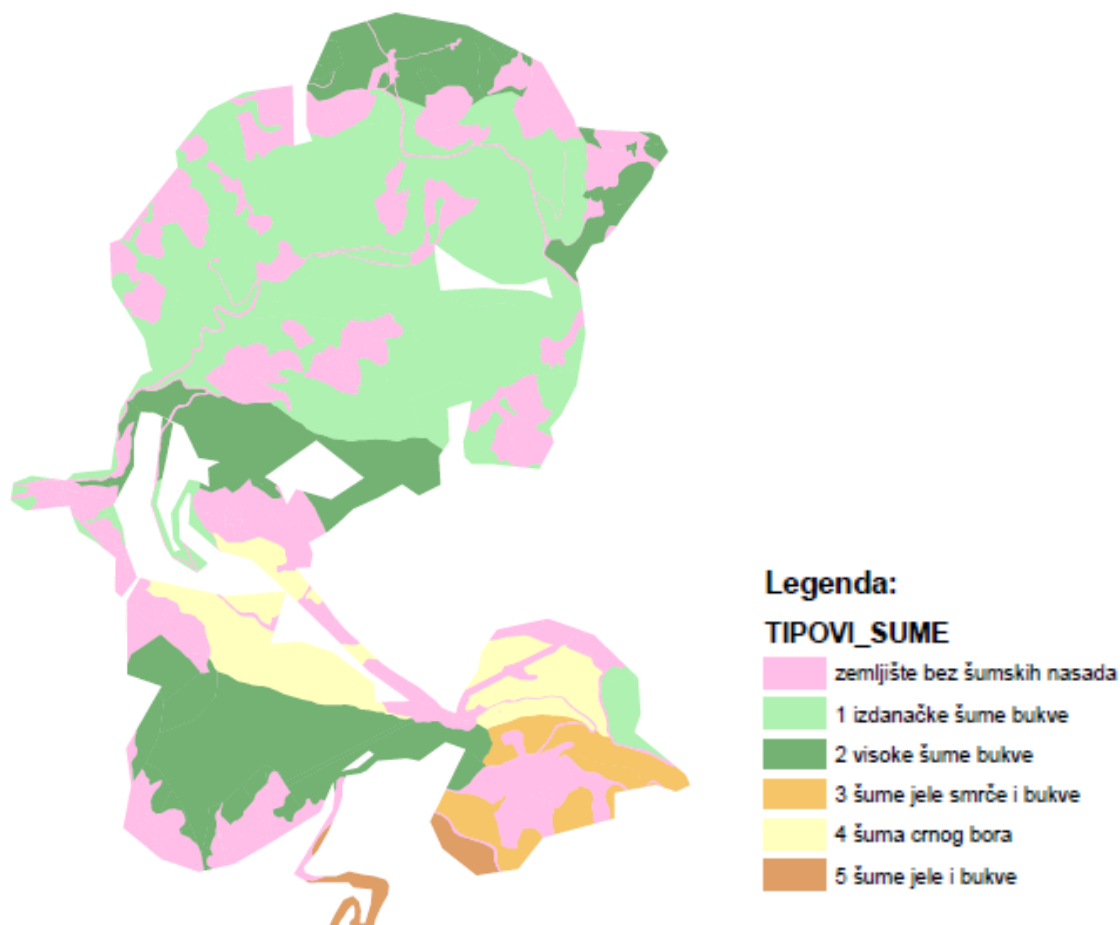 Legenda:
TIPOVI_SUME
zemljište bez šumskih nasada
1 izdanačke šume bukve
2 visoke šume bukve
3 šume jele smrče i bukve
4 šuma crnog bora
5 šume jele i bukve